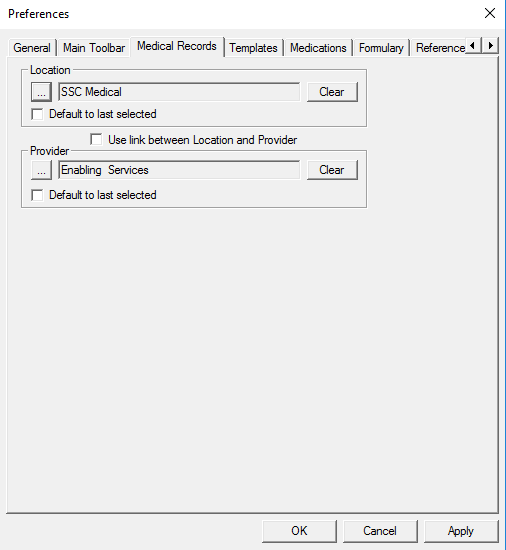 Preferences
General Main Toolbar Medical Records Templates Medications Formulary Reference
Location
... SSC Medical Clear
Default to last selected
Use link between Location and Provider
Provider
... Enabling Services Clear
Default to last selected
OK Cancel Apply